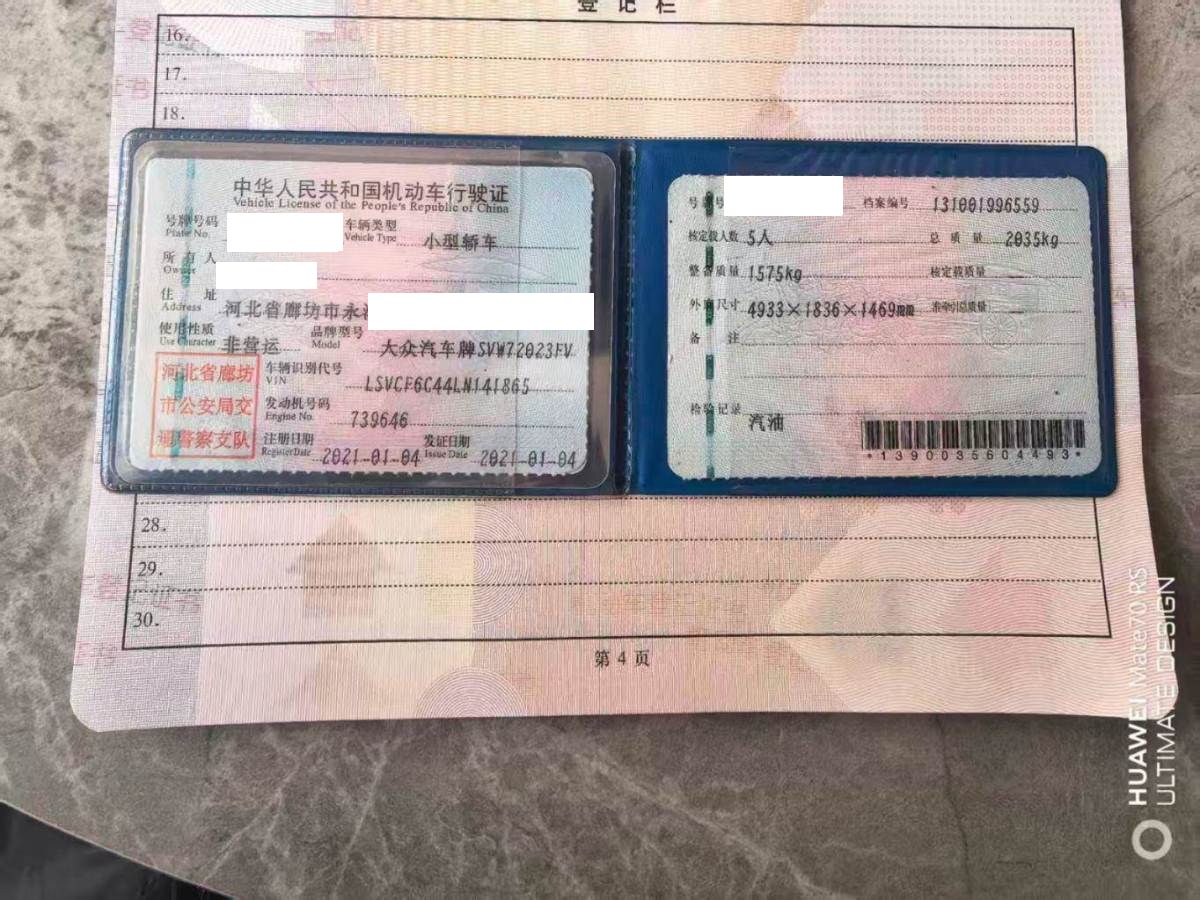 登记栏
16.
17.
18.
中华人民共和国机动车行驶证
Vehicle License of the People's Republic of China
号牌号码
Plate No.
车辆类型
Vehicle Type
小型轿车
所有人
Owner
住址
Address
河北省廊坊市永
使用性质
Use Character
非营运
品牌型号
Model
大众汽车牌SVW72023FV
河北省廊坊
市公安局交
通警察支队
车辆识别代号
VIN
LSVCF6C44LN141865
发动机号码
Engine No.
739646
注册日期
Register Date
2021-01-04
发证日期
Issue Date
2021-01-04
号牌号
档案编号
131001996559
核定载人数
5人
总质量
2035kg
整备质量
1575kg
核定载质量
外廓尺寸
4933×1836×1469mm
准牵引总质量
备注
检验记录
汽油
*1390035604493*
28.
29.
30.
第4页
HUAWEI Mate70 RS
ULTIMATE DESIGN